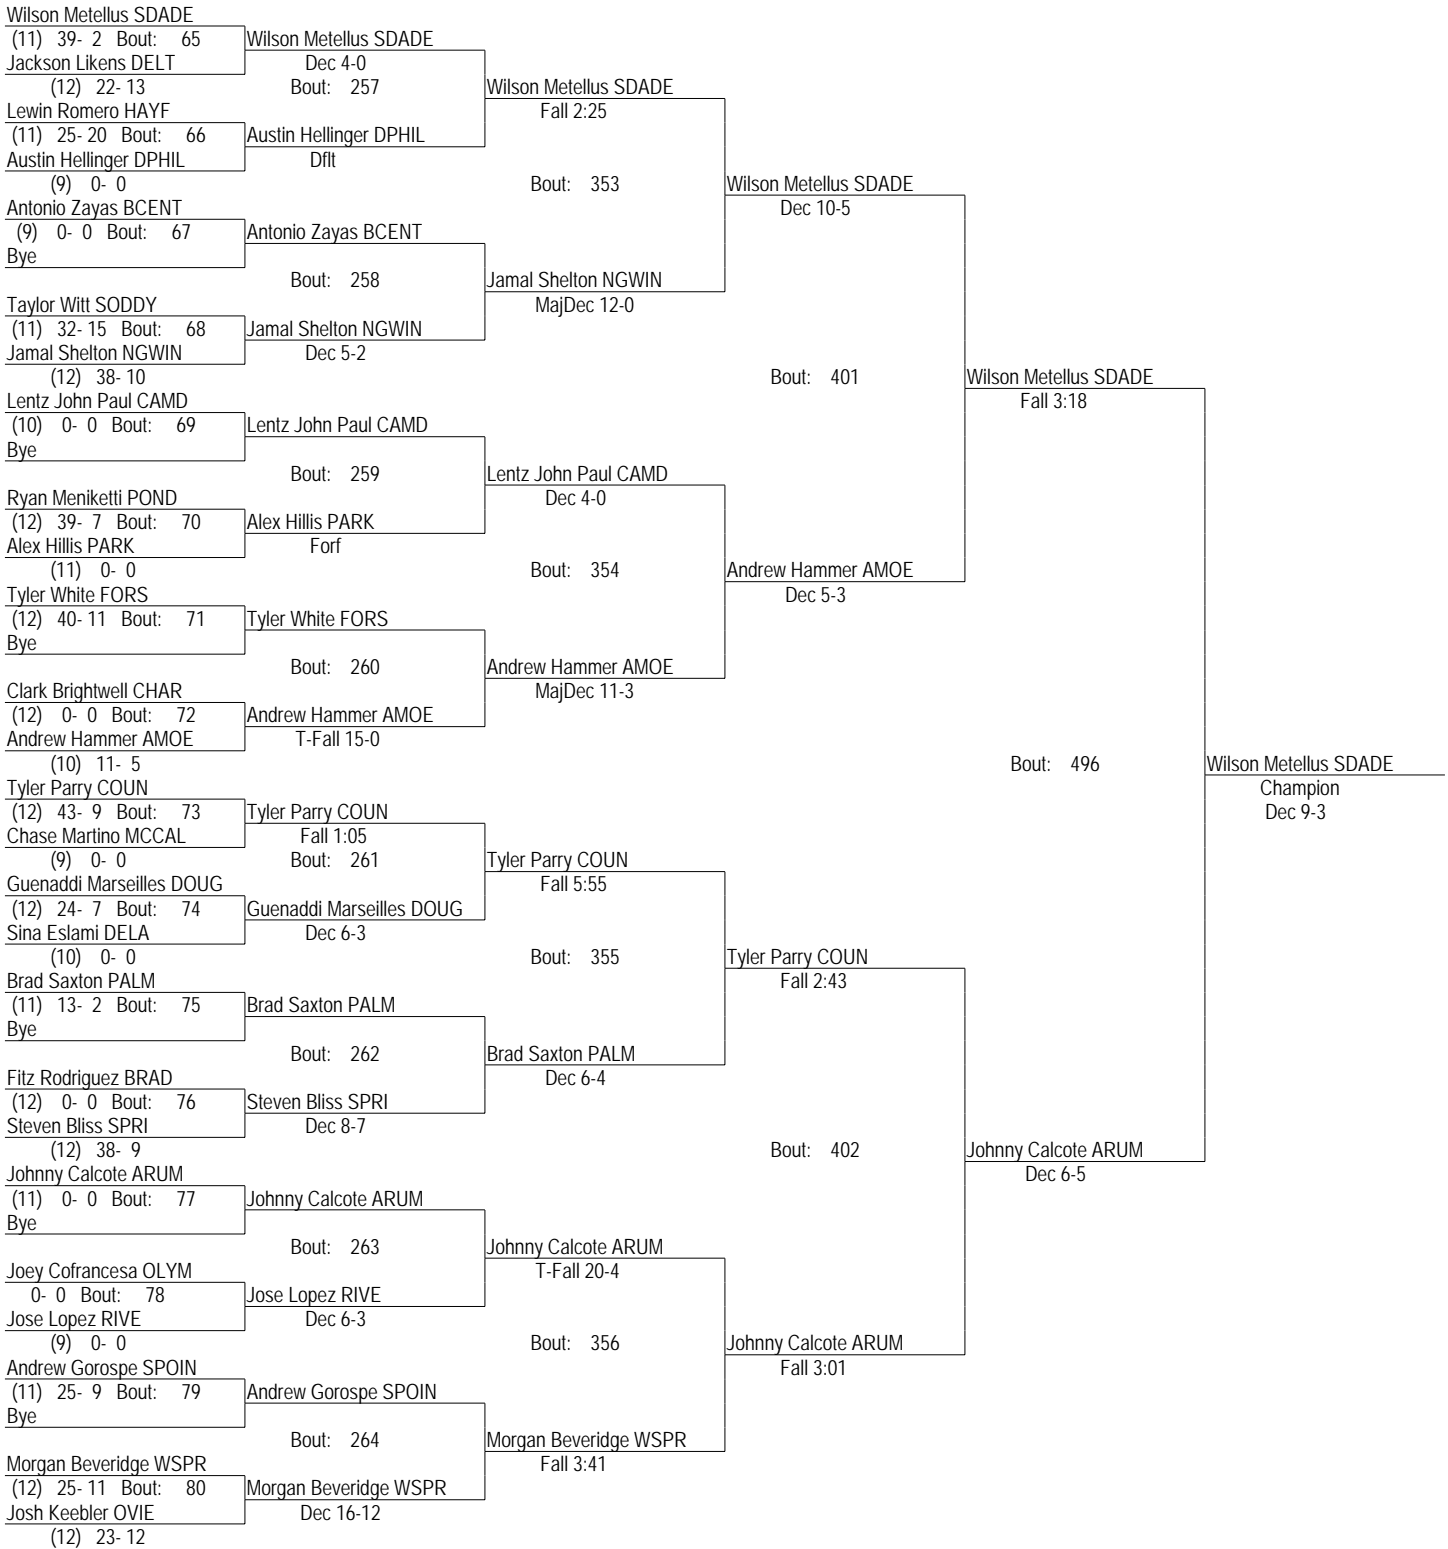 Wilson Metellus SDADE
(11) 39- 2 Bout: 65
Wilson Metellus SDADE
Jackson Likens DELT
Dec 4-0
(12) 22- 13
Bout: 257
Wilson Metellus SDADE
Lewin Romero HAYF
Fall 2:25
(11) 25- 20 Bout: 66
Austin Hellinger DPHIL
Austin Hellinger DPHIL
Dflt
(9) 0- 0
Bout: 353
Wilson Metellus SDADE
Antonio Zayas BCENT
Dec 10-5
(9) 0- 0 Bout: 67
Antonio Zayas BCENT
Bye
Bout: 258
Jamal Shelton NGWIN
Taylor Witt SODDY
MajDec 12-0
(11) 32- 15 Bout: 68
Jamal Shelton NGWIN
Jamal Shelton NGWIN
Dec 5-2
(12) 38- 10
Bout: 401
Wilson Metellus SDADE
Lentz John Paul CAMD
Fall 3:18
(10) 0- 0 Bout: 69
Lentz John Paul CAMD
Bye
Bout: 259
Lentz John Paul CAMD
Ryan Meniketti POND
Dec 4-0
(12) 39- 7 Bout: 70
Alex Hillis PARK
Alex Hillis PARK
Forf
(11) 0- 0
Bout: 354
Andrew Hammer AMOE
Tyler White FORS
Dec 5-3
(12) 40- 11 Bout: 71
Tyler White FORS
Bye
Bout: 260
Andrew Hammer AMOE
Clark Brightwell CHAR
MajDec 11-3
(12) 0- 0 Bout: 72
Andrew Hammer AMOE
Andrew Hammer AMOE
T-Fall 15-0
(10) 11- 5
Bout: 496
Wilson Metellus SDADE
Tyler Parry COUN
Champion
(12) 43- 9 Bout: 73
Tyler Parry COUN
Dec 9-3
Chase Martino MCCAL
Fall 1:05
(9) 0- 0
Bout: 261
Tyler Parry COUN
Guenaddi Marseilles DOUG
Fall 5:55
(12) 24- 7 Bout: 74
Guenaddi Marseilles DOUG
Sina Eslami DELA
Dec 6-3
(10) 0- 0
Bout: 355
Tyler Parry COUN
Brad Saxton PALM
Fall 2:43
(11) 13- 2 Bout: 75
Brad Saxton PALM
Bye
Bout: 262
Brad Saxton PALM
Fitz Rodriguez BRAD
Dec 6-4
(12) 0- 0 Bout: 76
Steven Bliss SPRI
Steven Bliss SPRI
Dec 8-7
(12) 38- 9
Bout: 402
Johnny Calcote ARUM
Johnny Calcote ARUM
Dec 6-5
(11) 0- 0 Bout: 77
Johnny Calcote ARUM
Bye
Bout: 263
Johnny Calcote ARUM
Joey Cofrancesa OLYM
T-Fall 20-4
0- 0 Bout: 78
Jose Lopez RIVE
Jose Lopez RIVE
Dec 6-3
(9) 0- 0
Bout: 356
Johnny Calcote ARUM
Andrew Gorospe SPOIN
Fall 3:01
(11) 25- 9 Bout: 79
Andrew Gorospe SPOIN
Bye
Bout: 264
Morgan Beveridge WSPR
Morgan Beveridge WSPR
Fall 3:41
(12) 25- 11 Bout: 80
Morgan Beveridge WSPR
Josh Keebler OVIE
Dec 16-12
(12) 23- 12